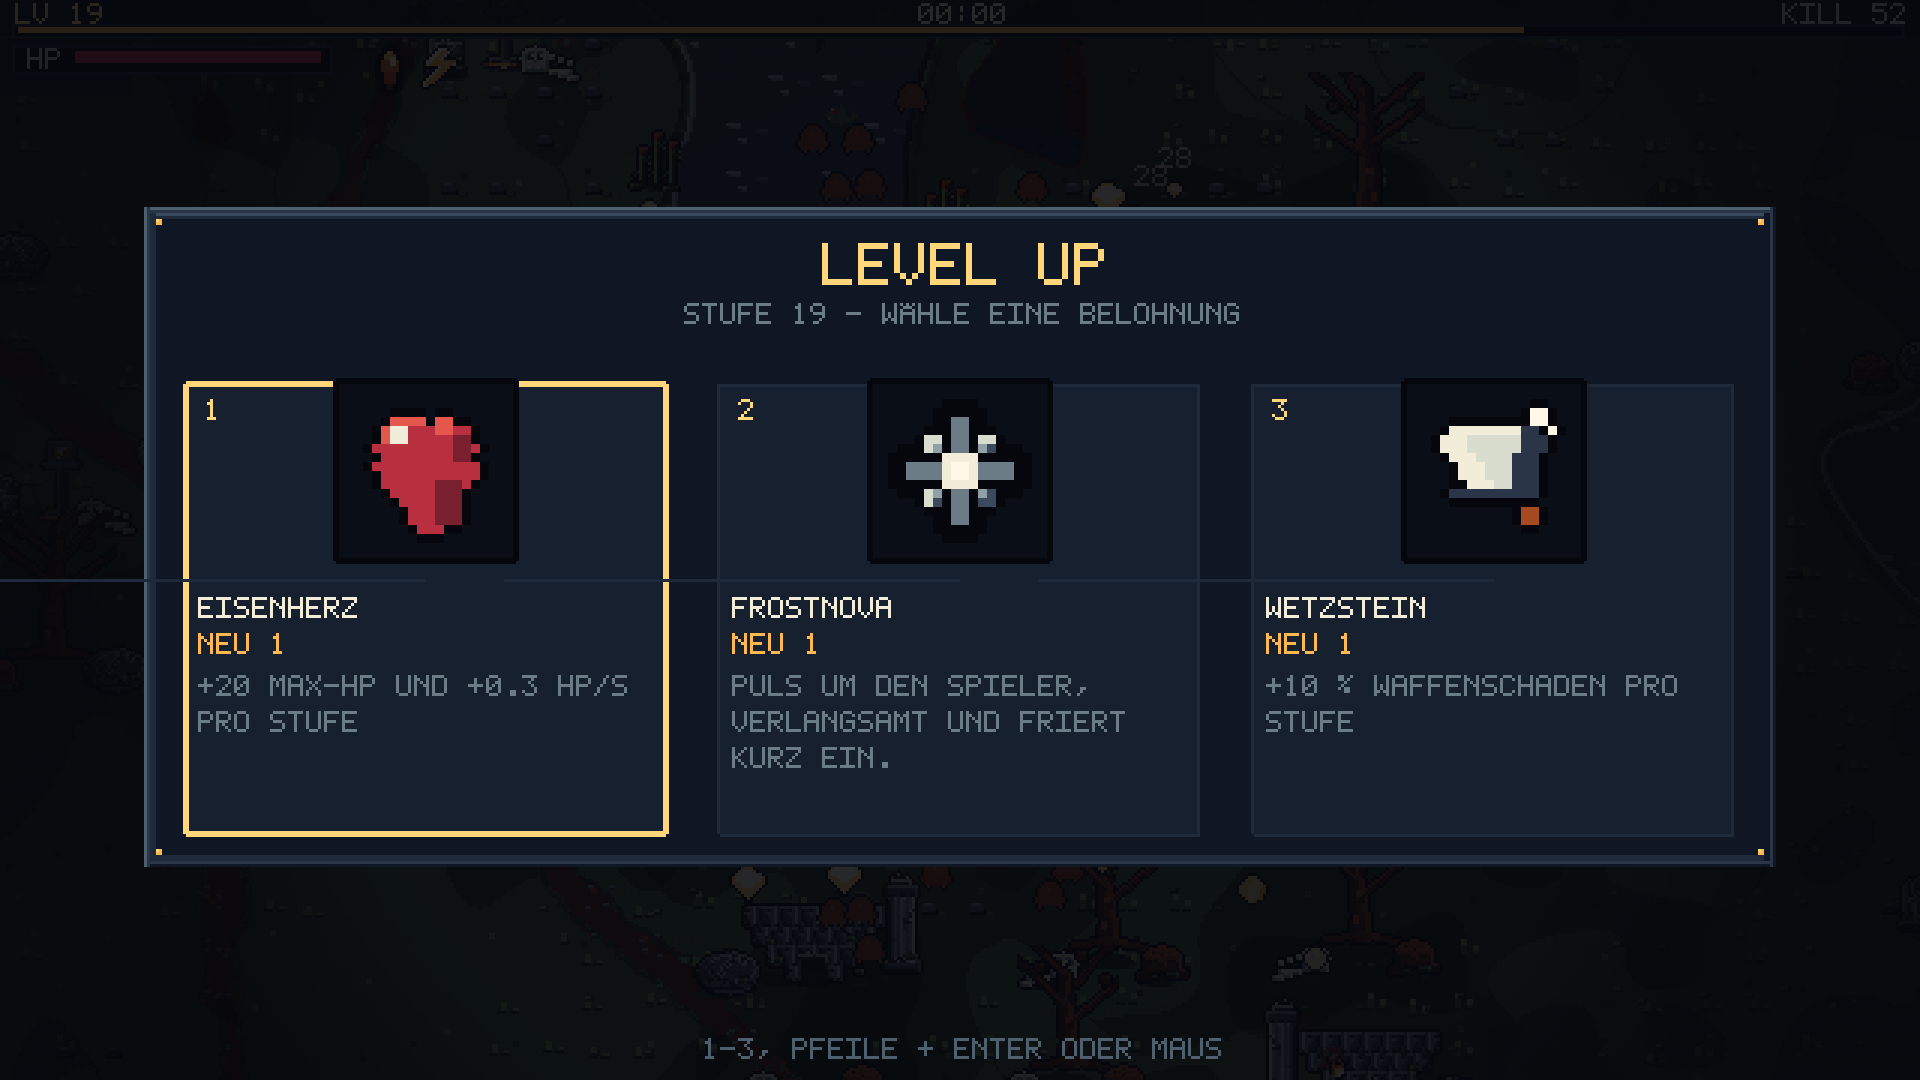 LV 19
00:00
KILL 52
HP
28
28
LEVEL UP
STUFE 19 – WÄHLE EINE BELOHNUNG
1
2
3
EISENHERZ
NEU 1
+20 MAX-HP UND +0.3 HP/S
PRO STUFE
FROSTNOVA
NEU 1
PULS UM DEN SPIELER,
VERLANGSAMT UND FRIERT
KURZ EIN.
WETZSTEIN
NEU 1
+10 % WAFFENSCHADEN PRO
STUFE
1–3, PFEILE + ENTER ODER MAUS